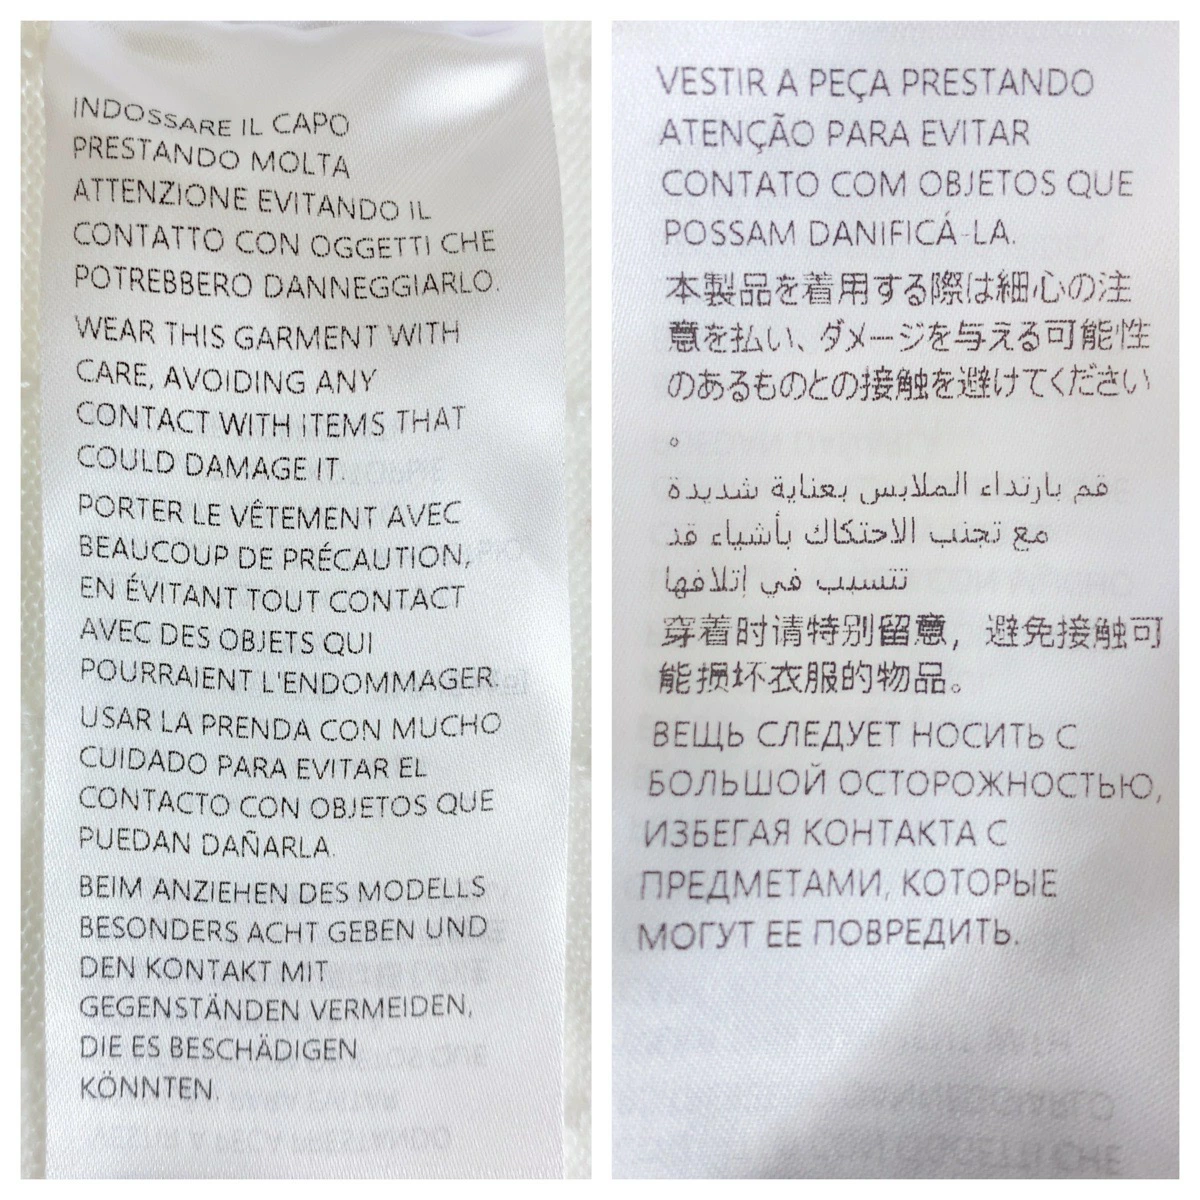 INDOSSARE IL CAPO
PRESTANDO MOLTA
ATTENZIONE EVITANDO IL
CONTATTO CON OGGETTI CHE
POTREBBERO DANNEGGIARLO.
WEAR THIS GARMENT WITH
CARE, AVOIDING ANY
CONTACT WITH ITEMS THAT
COULD DAMAGE IT.
PORTER LE VÊTEMENT AVEC
BEAUCOUP DE PRÉCAUTION,
EN ÉVITANT TOUT CONTACT
AVEC DES OBJETS QUI
POURRAIENT L'ENDOMMAGER.
USAR LA PRENDA CON MUCHO
CUIDADO PARA EVITAR EL
CONTACTO CON OBJETOS QUE
PUEDAN DAÑARLA.
BEIM ANZIEHEN DES MODELLS
BESONDERS ACHT GEBEN UND
DEN KONTAKT MIT
GEGENSTÄNDEN VERMEIDEN,
DIE ES BESCHÄDIGEN
KÖNNTEN.
VESTIR A PEÇA PRESTANDO
ATENÇÃO PARA EVITAR
CONTATO COM OBJETOS QUE
POSSAM DANIFICÁ-LA.
本製品を着用する際は細心の注
意を払い、ダメージを与える可能性
のあるものとの接触を避けてください
。
قم بارتداء الملابس بعناية شديدة
مع تجنب الاحتكاك بأشياء قد
تتسبب في إتلافها
穿着时请特别留意，避免接触可
能损坏衣服的物品。
ВЕЩЬ СЛЕДУЕТ НОСИТЬ С
БОЛЬШОЙ ОСТОРОЖНОСТЬЮ,
ИЗБЕГАЯ КОНТАКТА С
ПРЕДМЕТАМИ, КОТОРЫЕ
МОГУТ ЕЕ ПОВРЕДИТЬ.